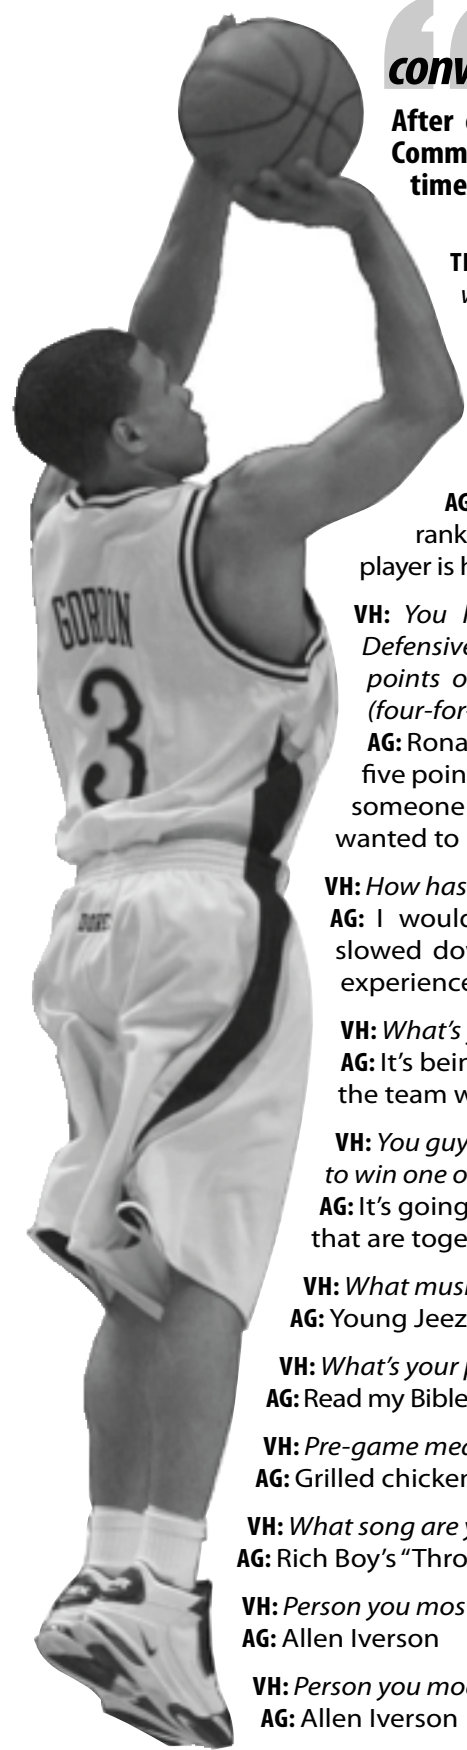 conv
After
Comm
time
AG
rank
player is h
VH: You
Defensive
points o
(four-for-
AG: Rona
five poin
someone
wanted to
VH: How has
AG: I would
slowed dow
experience
VH: What's
AG: It's bein
the team w
VH: You guy
to win one o
AG: It's going
that are toge
VH: What musi
AG: Young Jeez
VH: What's your p
AG: Read my Bible
VH: Pre-game mea
AG: Grilled chicken
VH: What song are y
AG: Rich Boy's “Thro
VH: Person you mos
AG: Allen Iverson
VH: Person you mod
AG: Allen Iverson
GORDON
3
DORES